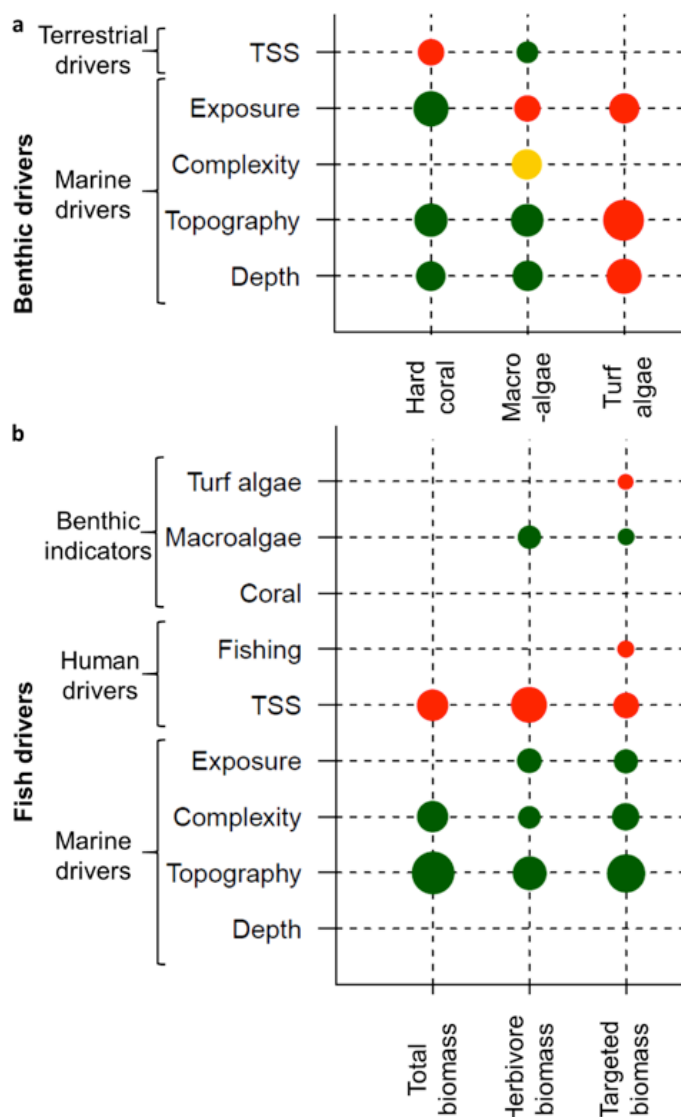 a
Terrestrial
drivers
TSS
Benthic drivers
Marine
drivers
Exposure
Complexity
Topography
Depth
Hard
coral
Macro
-algae
Turf
algae
b
Fish drivers
Benthic
indicators
Turf algae
Macroalgae
Coral
Human
drivers
Fishing
TSS
Marine
drivers
Exposure
Complexity
Topography
Depth
Total
biomass
Herbivore
biomass
Targeted
biomass